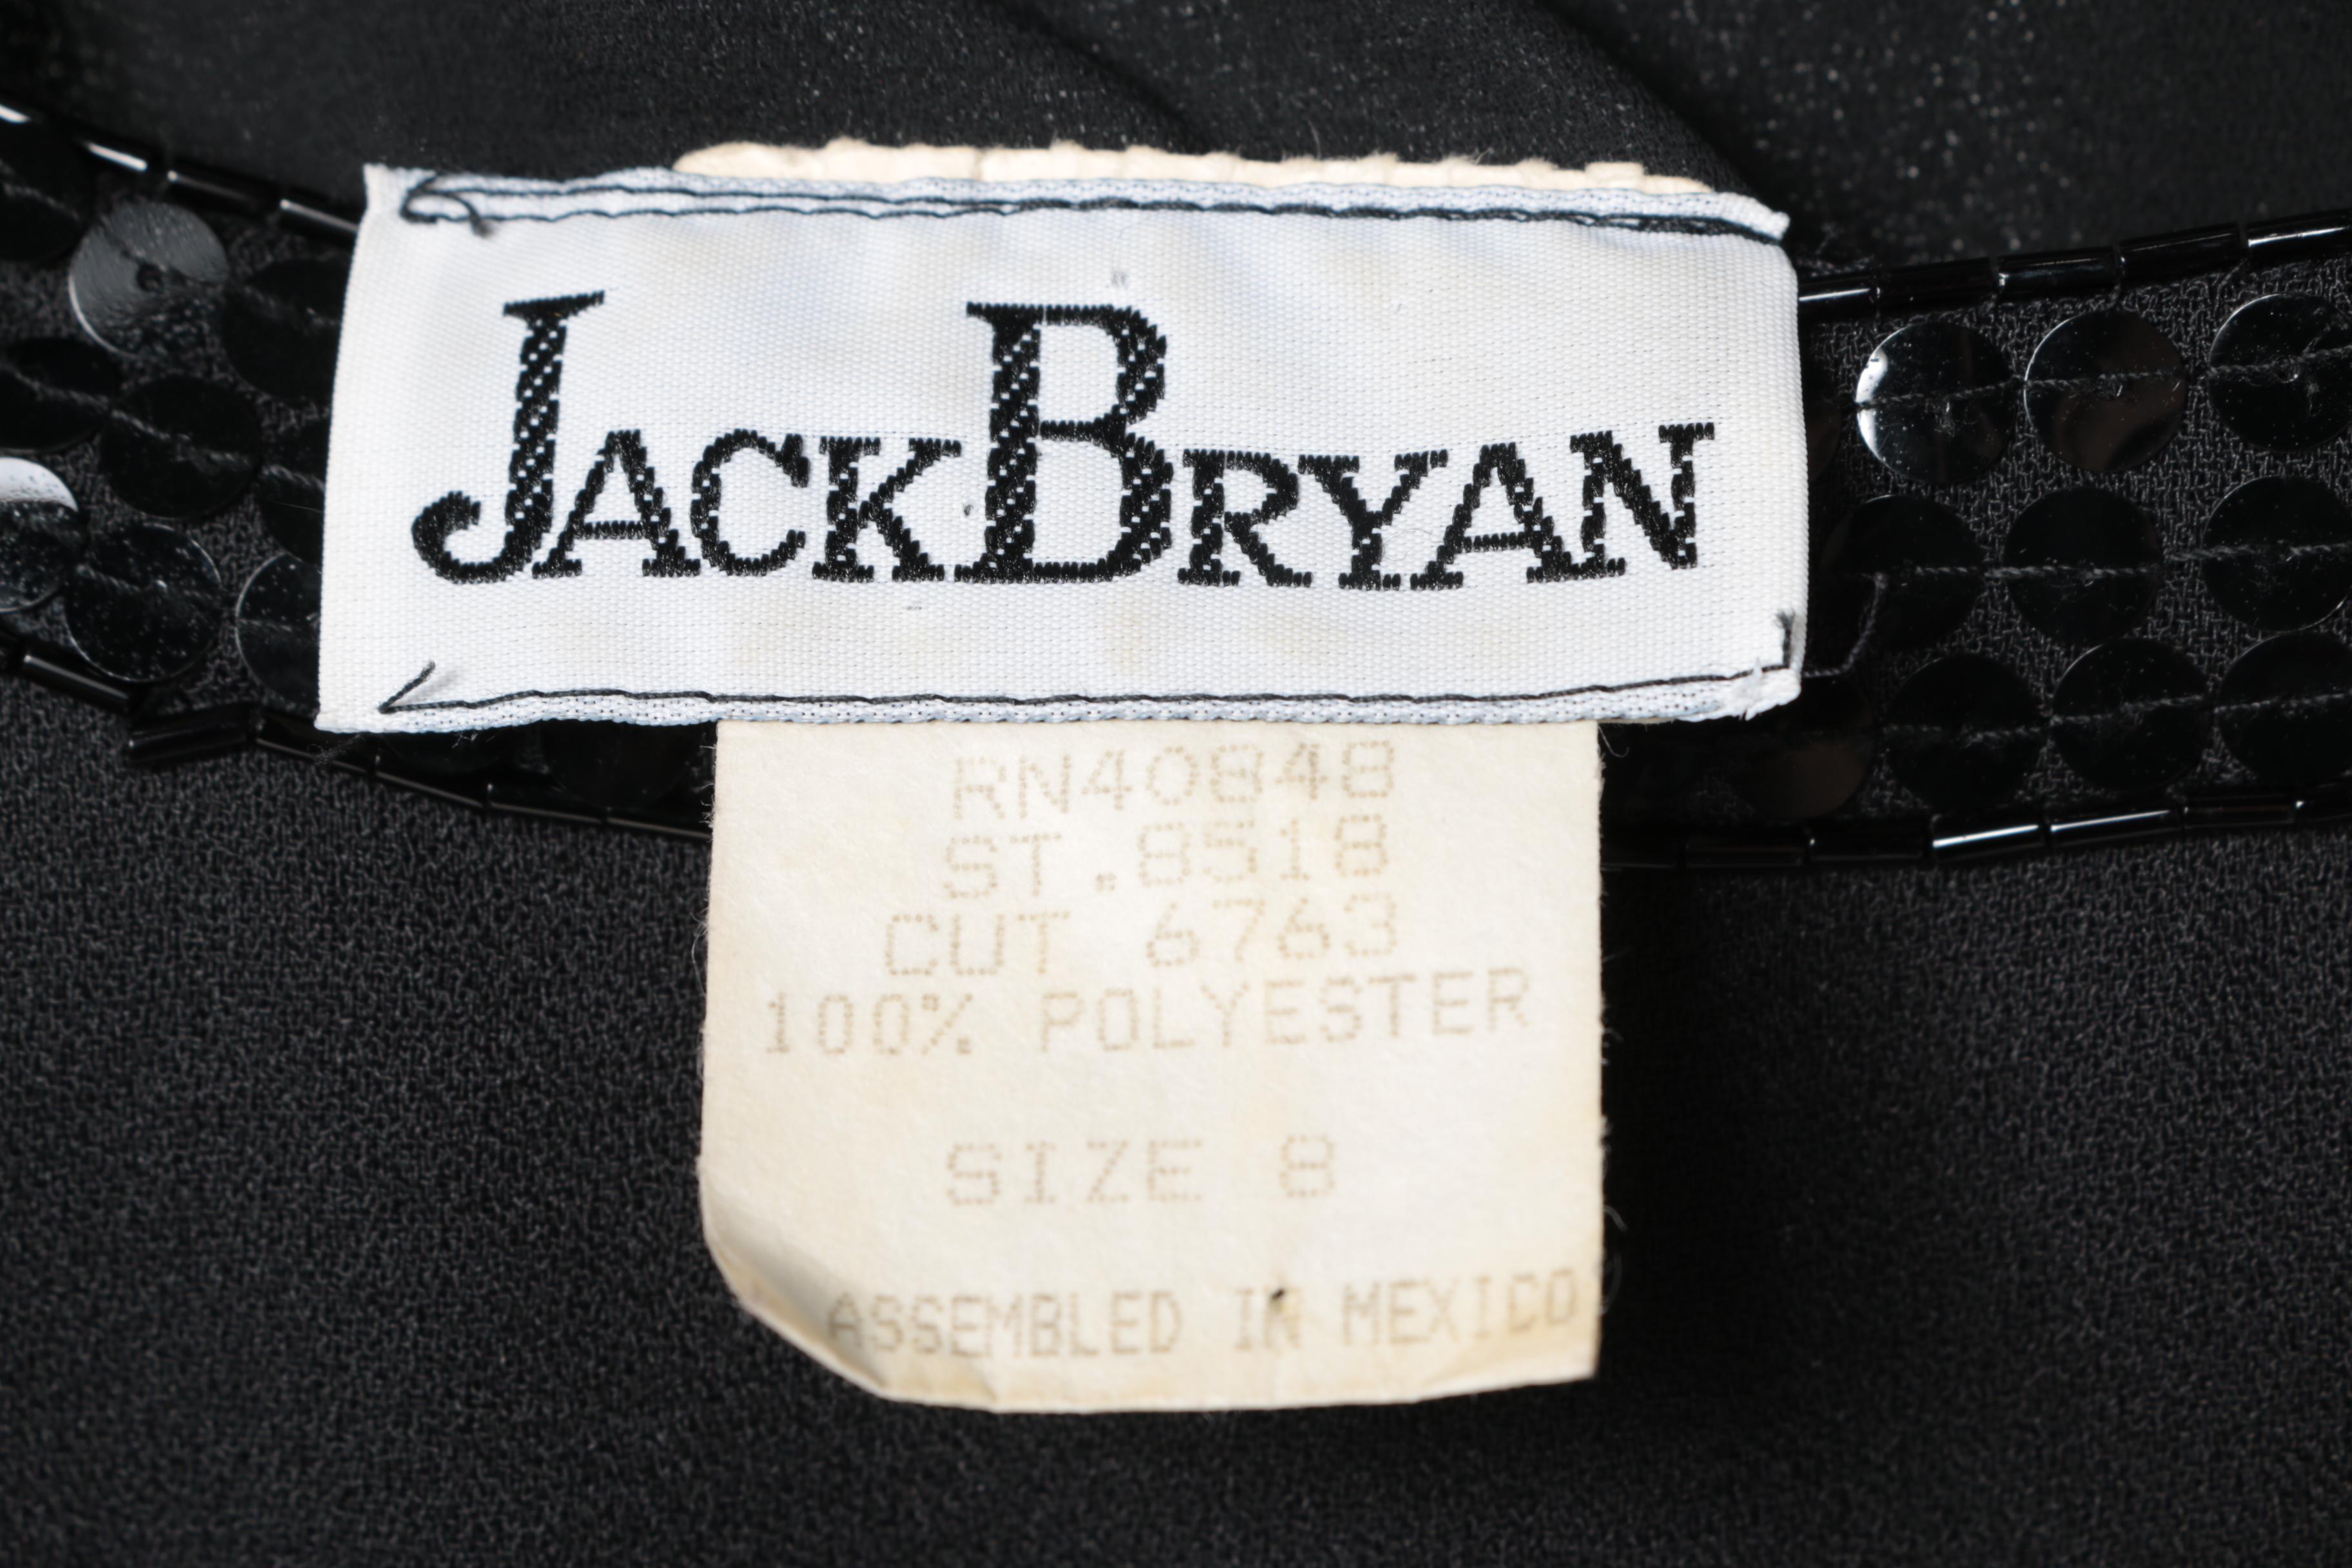 JACKBRYAN
RN40848
ST.8518
CUT 6763
100% POLYESTER
SIZE 8
ASSEMBLED IN MEXICO